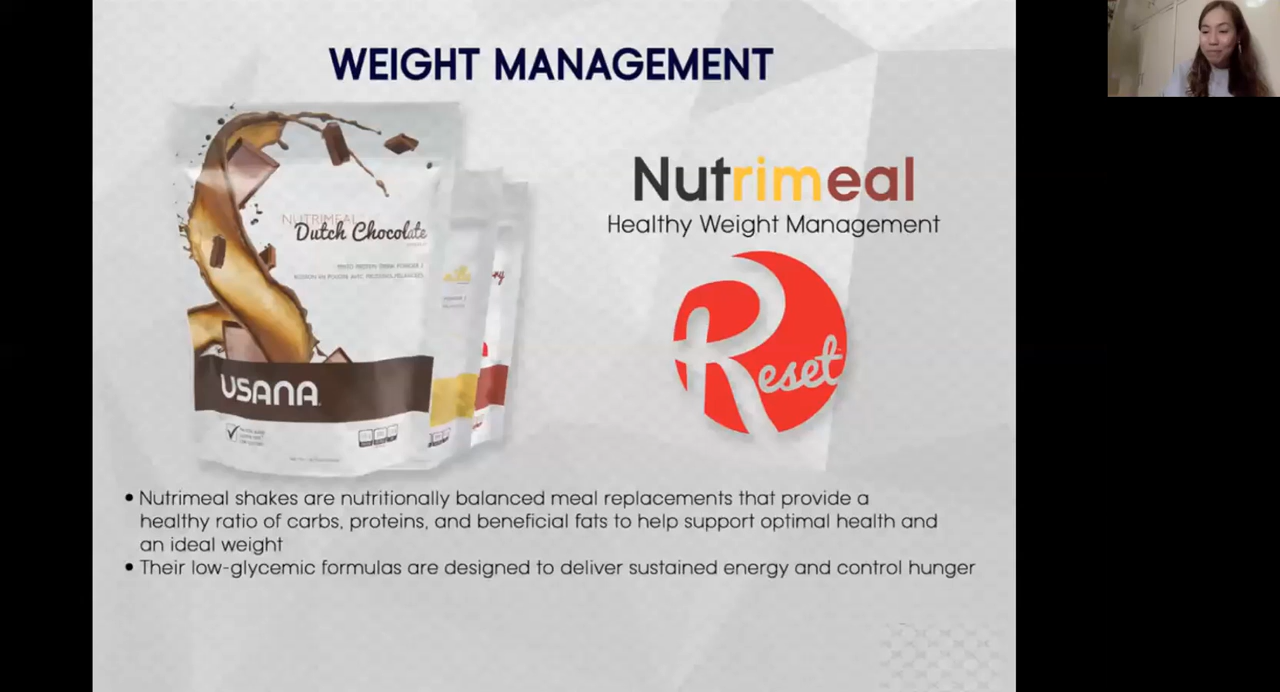 WEIGHT MANAGEMENT
NUTRIMEAL
Dutch Chocolate
USANA
Nutrimeal
Healthy Weight Management
Reset
• Nutrimeal shakes are nutritionally balanced meal replacements that provide a
healthy ratio of carbs, proteins, and beneficial fats to help support optimal health and
an ideal weight
• Their low-glycemic formulas are designed to deliver sustained energy and control hunger